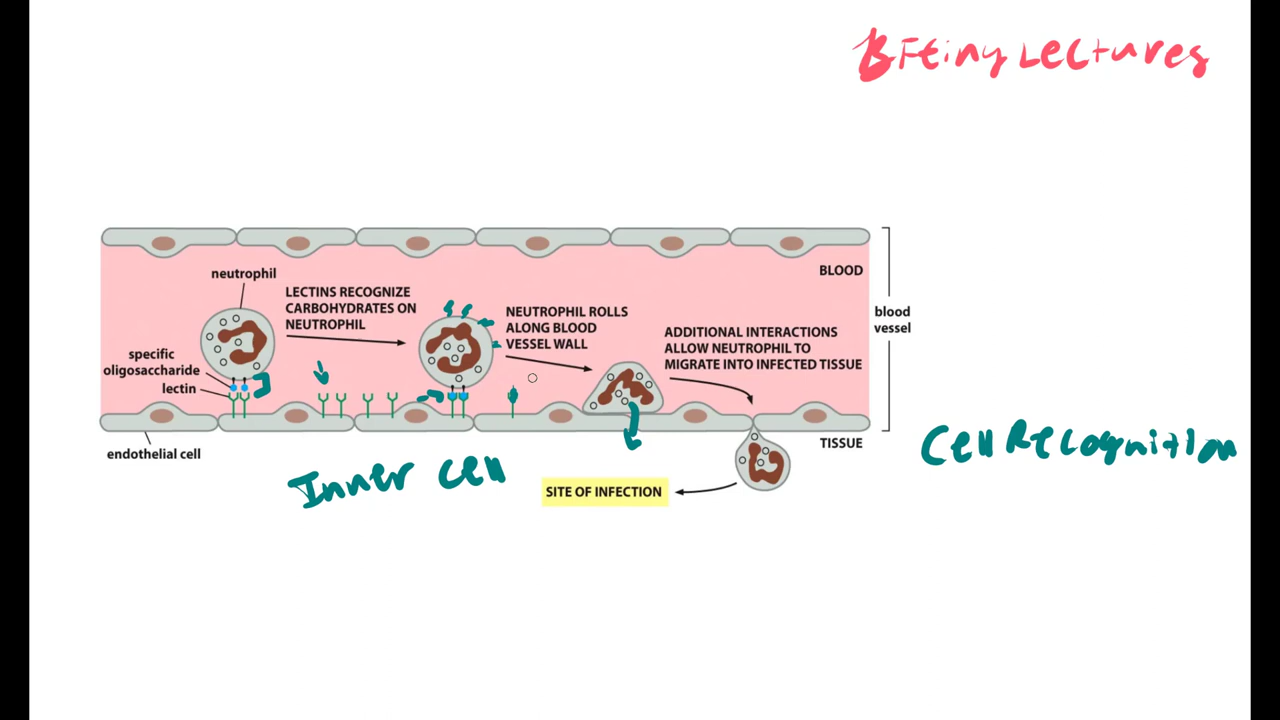 BFtiny Lectures
neutrophil
LECTINS RECOGNIZE
CARBOHYDRATES ON
NEUTROPHIL
specific
oligosaccharide
lectin
endothelial cell
NEUTROPHIL ROLLS
ALONG BLOOD
VESSEL WALL
ADDITIONAL INTERACTIONS
ALLOW NEUTROPHIL TO
MIGRATE INTO INFECTED TISSUE
BLOOD
blood
vessel
TISSUE
Cell Recognition
Inner Cell
SITE OF INFECTION